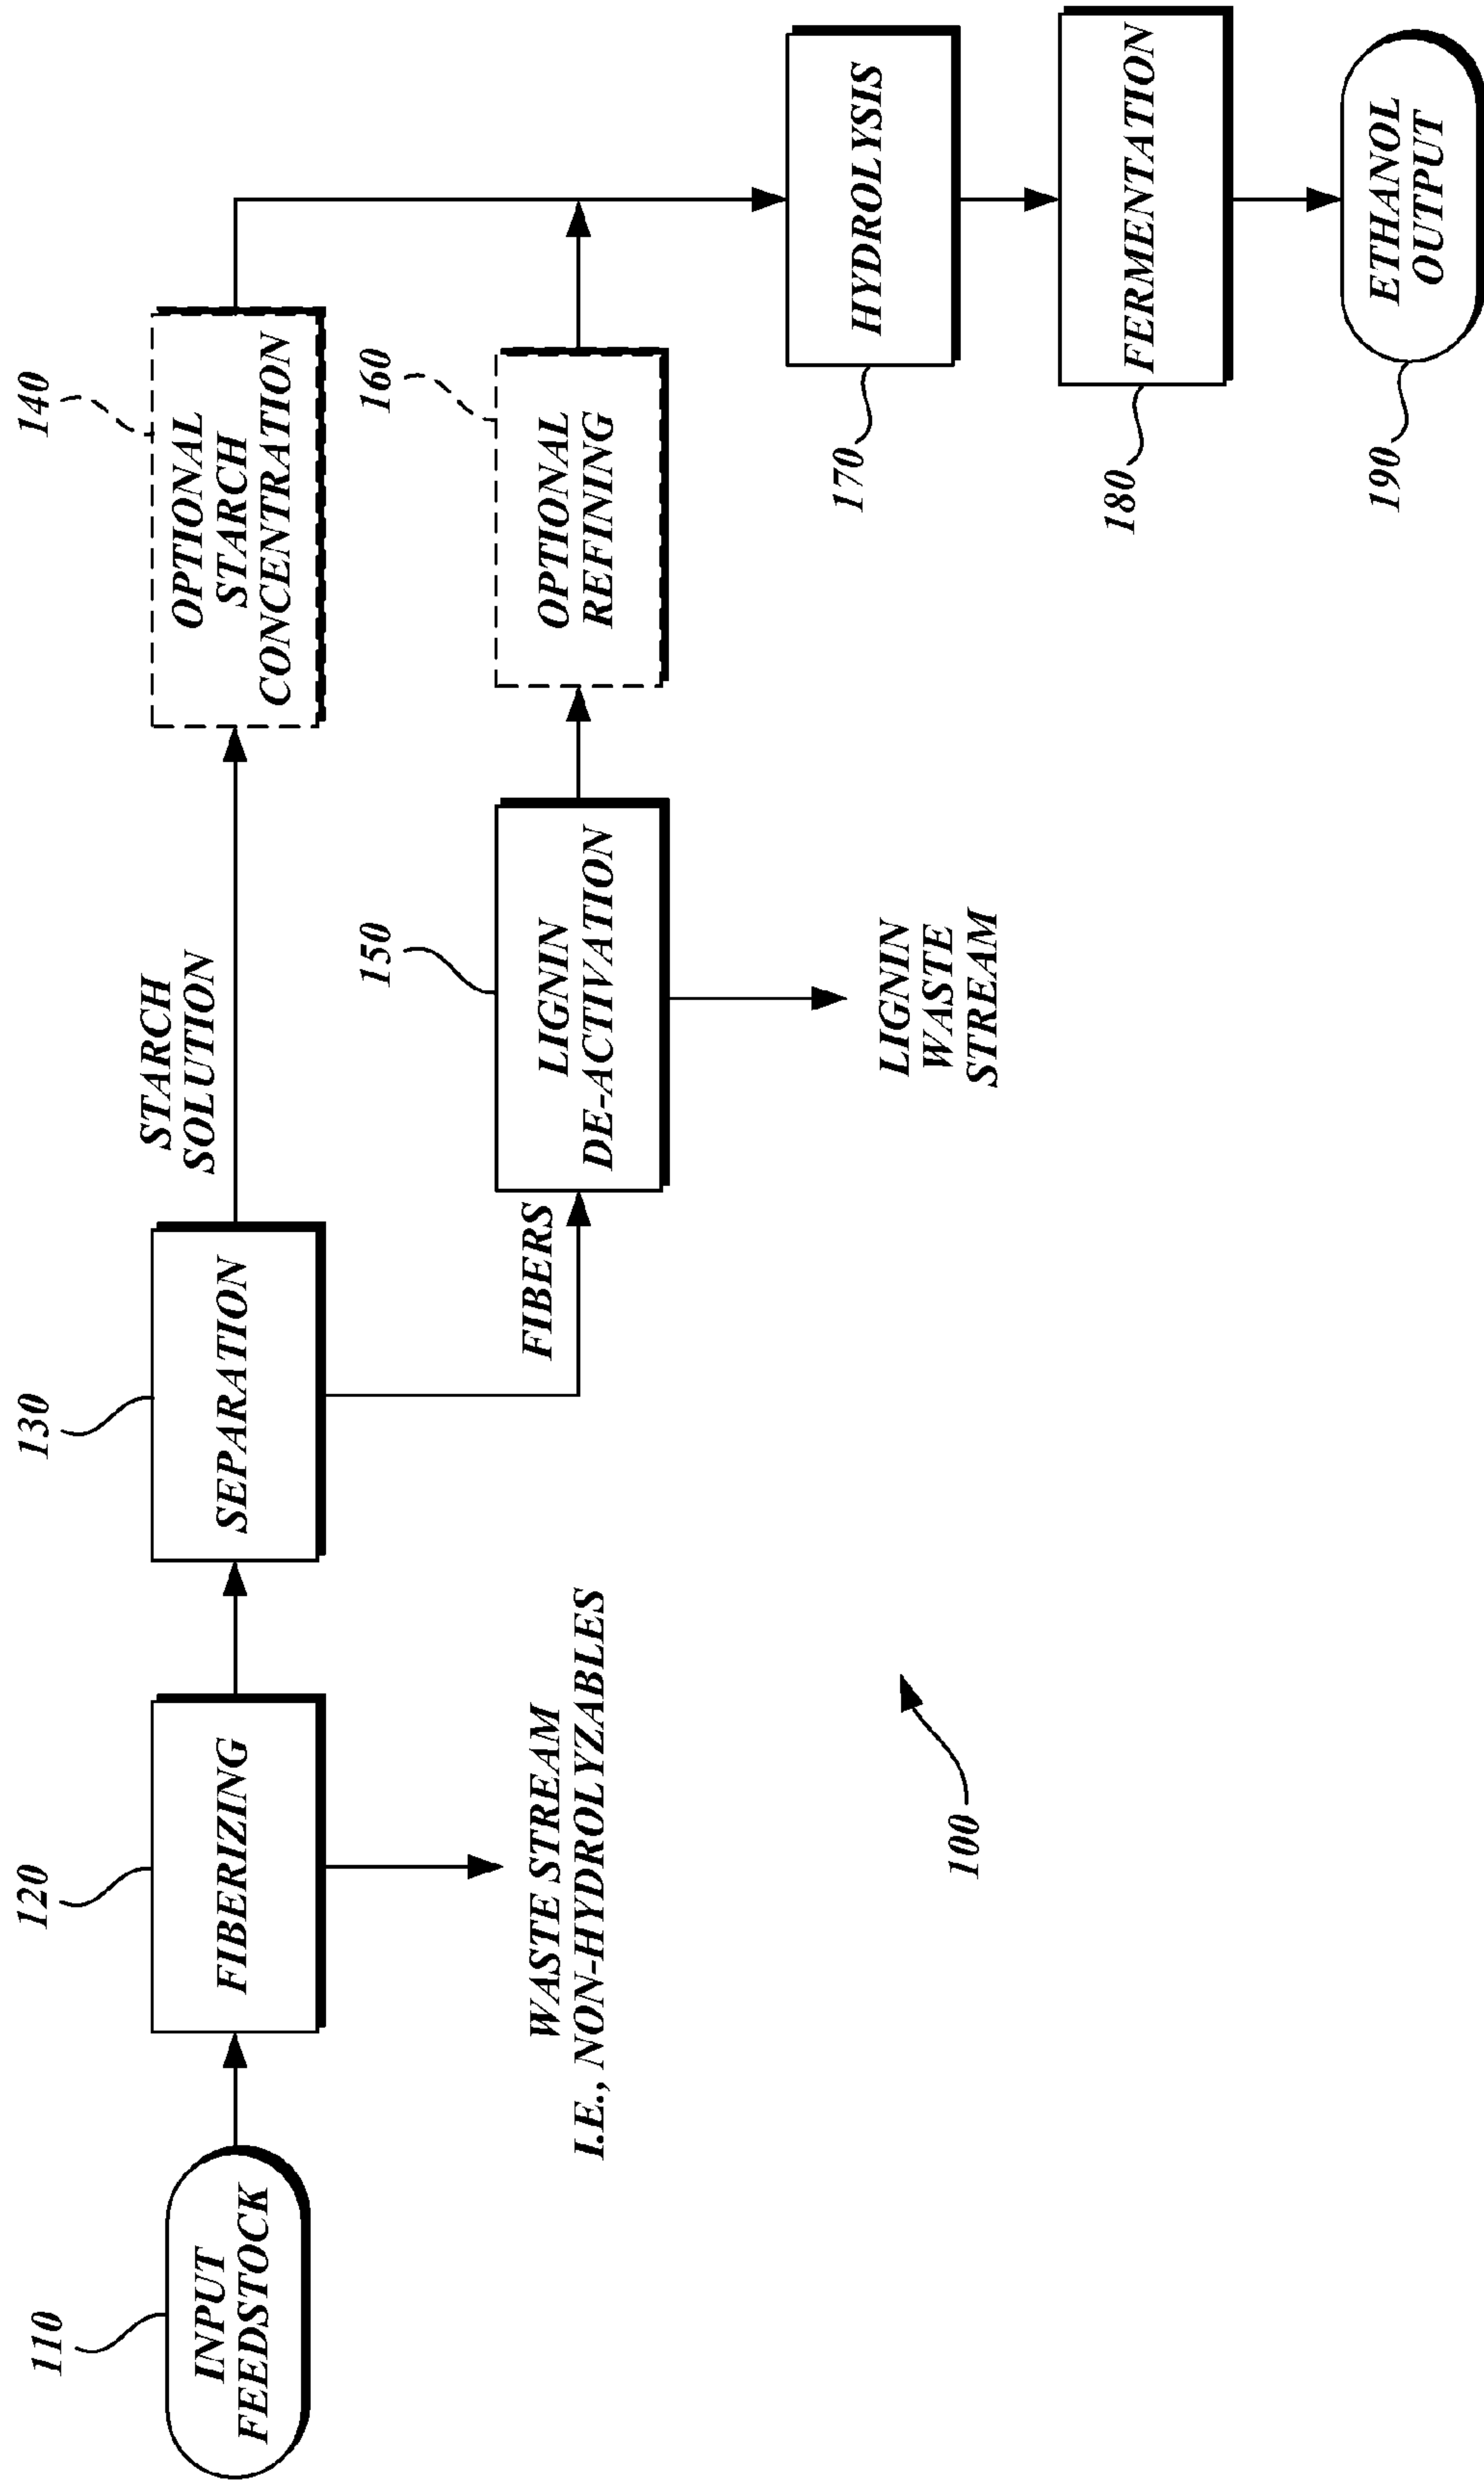 110
INPUT
FEEDSTOCK
120
FIBERIZING
WASTE STREAM
I.E., NON-HYDROLYZABLES
130
SEPARATION
STARCH
SOLUTION
140
OPTIONAL
STARCH
CONCENTRATION
FIBERS
150
LIGNIN
DE-ACTIVATION
LIGNIN
WASTE
STREAM
160
OPTIONAL
REFINING
170
HYDROLYSIS
180
FERMENTATION
190
ETHANOL
OUTPUT
100